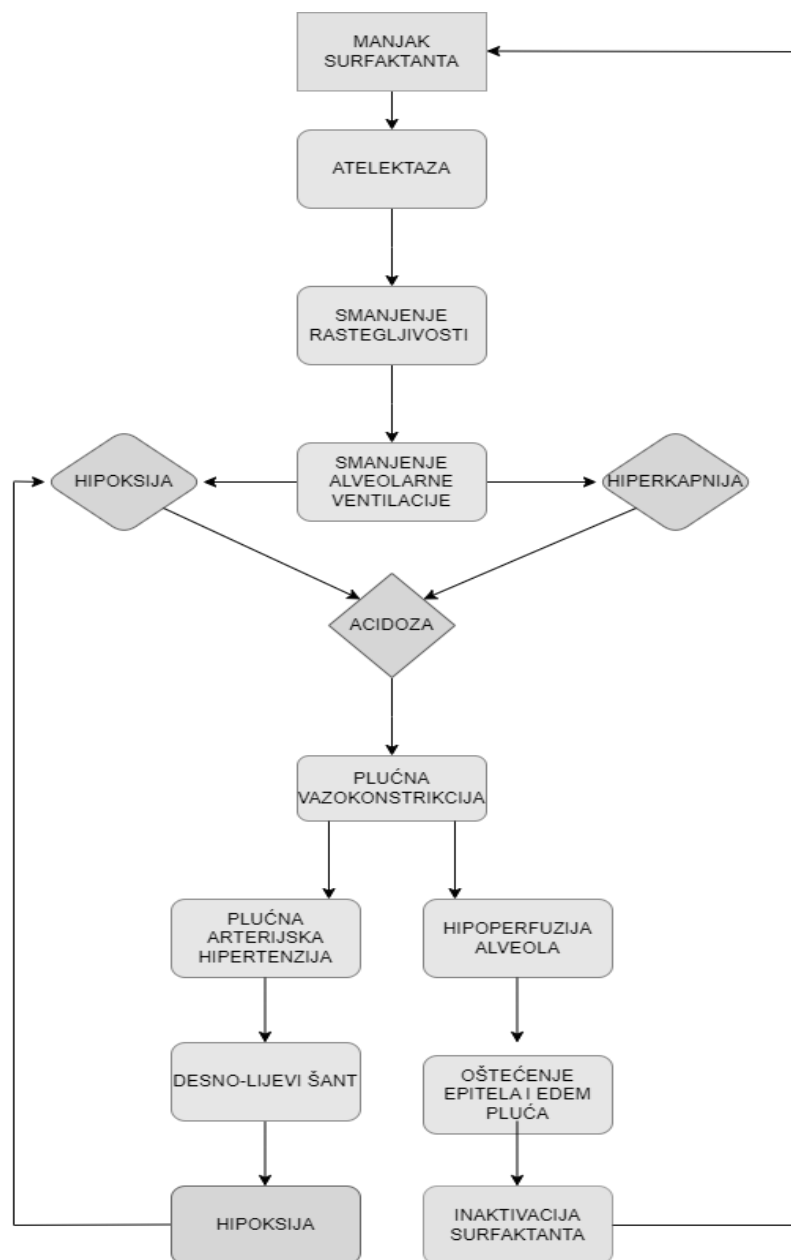 MANJAK
SURFAKTANTA
ATELEKTAZA
SMANJENJE
RASTEGLJIVOSTI
HIPOKSIJA
SMANJENJE
ALVEOLARNE
VENTILACIJE
HIPERKAPNIJA
ACIDOZA
PLUĆNA
VAZOKONSTRIKCIJA
PLUĆNA
ARTERIJSKA
HIPERTENZIJA
HIPOPERFUZIJA
ALVEOLA
DESNO-LIJEVI ŠANT
OŠTEĆENJE
EPITELA I EDEM
PLUĆA
HIPOKSIJA
INAKTIVACIJA
SURFAKTANTA